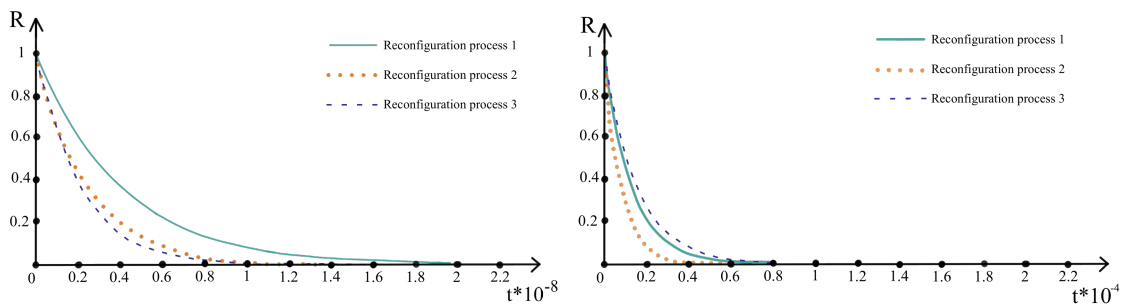 R
1
0.8
0.6
0.4
0.2
0 0.2 0.4 0.6 0.8 1 1.2 1.4 1.6 2 2.2
t*10-8
Reconfiguration process 1
Reconfiguration process 2
Reconfiguration process 3
R
1
0.8
0.6
0.4
0.2
0 0.2 0.4 0.6 0.8 1 1.2 1.4 1.6 2 2.2
t*10-4
Reconfiguration process 1
Reconfiguration process 2
Reconfiguration process 3